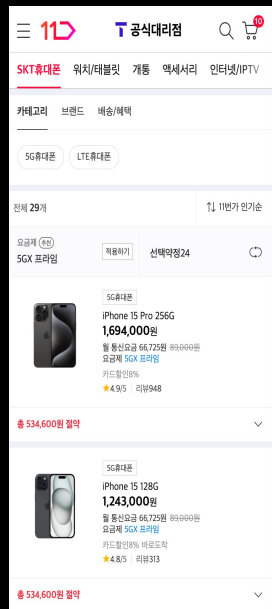 11
T 공식대리점
10
SKT휴대폰 워치/태블릿 개통 액세서리 인터넷/IPTV
카테고리 브랜드 배송/혜택
5G휴대폰 LTE휴대폰
전체 29개
↑↓ 11번가 인기순
요금제 추천
5GX 프라임
적용하기
선택약정24
5G휴대폰
iPhone 15 Pro 256G
1,694,000원
월 통신요금 66,725원 89,000원
요금제 5GX 프라임
카드할인8%
★4.9/5 리뷰948
총 534,600원 절약
5G휴대폰
iPhone 15 128G
1,243,000원
월 통신요금 66,725원 89,000원
요금제 5GX 프라임
카드할인8% 바로도착
★4.8/5 리뷰313
총 534,600원 절약